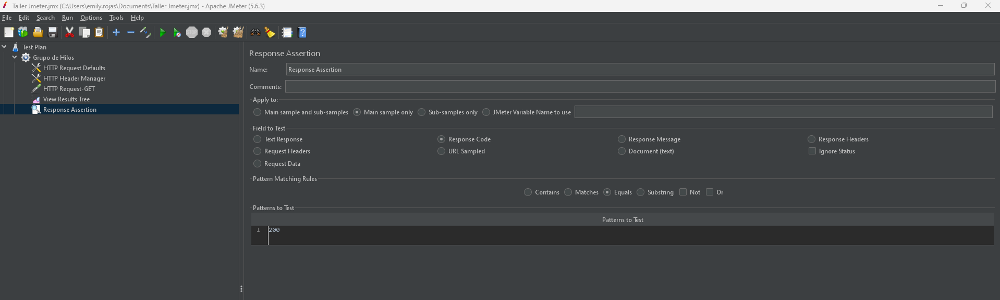 Taller Jmeter.jmx (C:\Users\emily.rojas\Documents\Taller Jmeter.jmx) - Apache JMeter (5.6.3)
File Edit Search Run Options Tools Help
STOP
?
Test Plan
Grupo de Hilos
HTTP Request Defaults
HTTP Header Manager
HTTP Request-GET
View Results Tree
Response Assertion
Response Assertion
Name: Response Assertion
Comments:
Apply to:
Main sample and sub-samples Main sample only Sub-samples only JMeter Variable Name to use
Field to Test
Text Response Response Code Response Message Response Headers
Request Headers URL Sampled Document (text) Ignore Status
Request Data
Pattern Matching Rules
Contains Matches Equals Substring Not Or
Patterns to Test
Patterns to Test
1 200